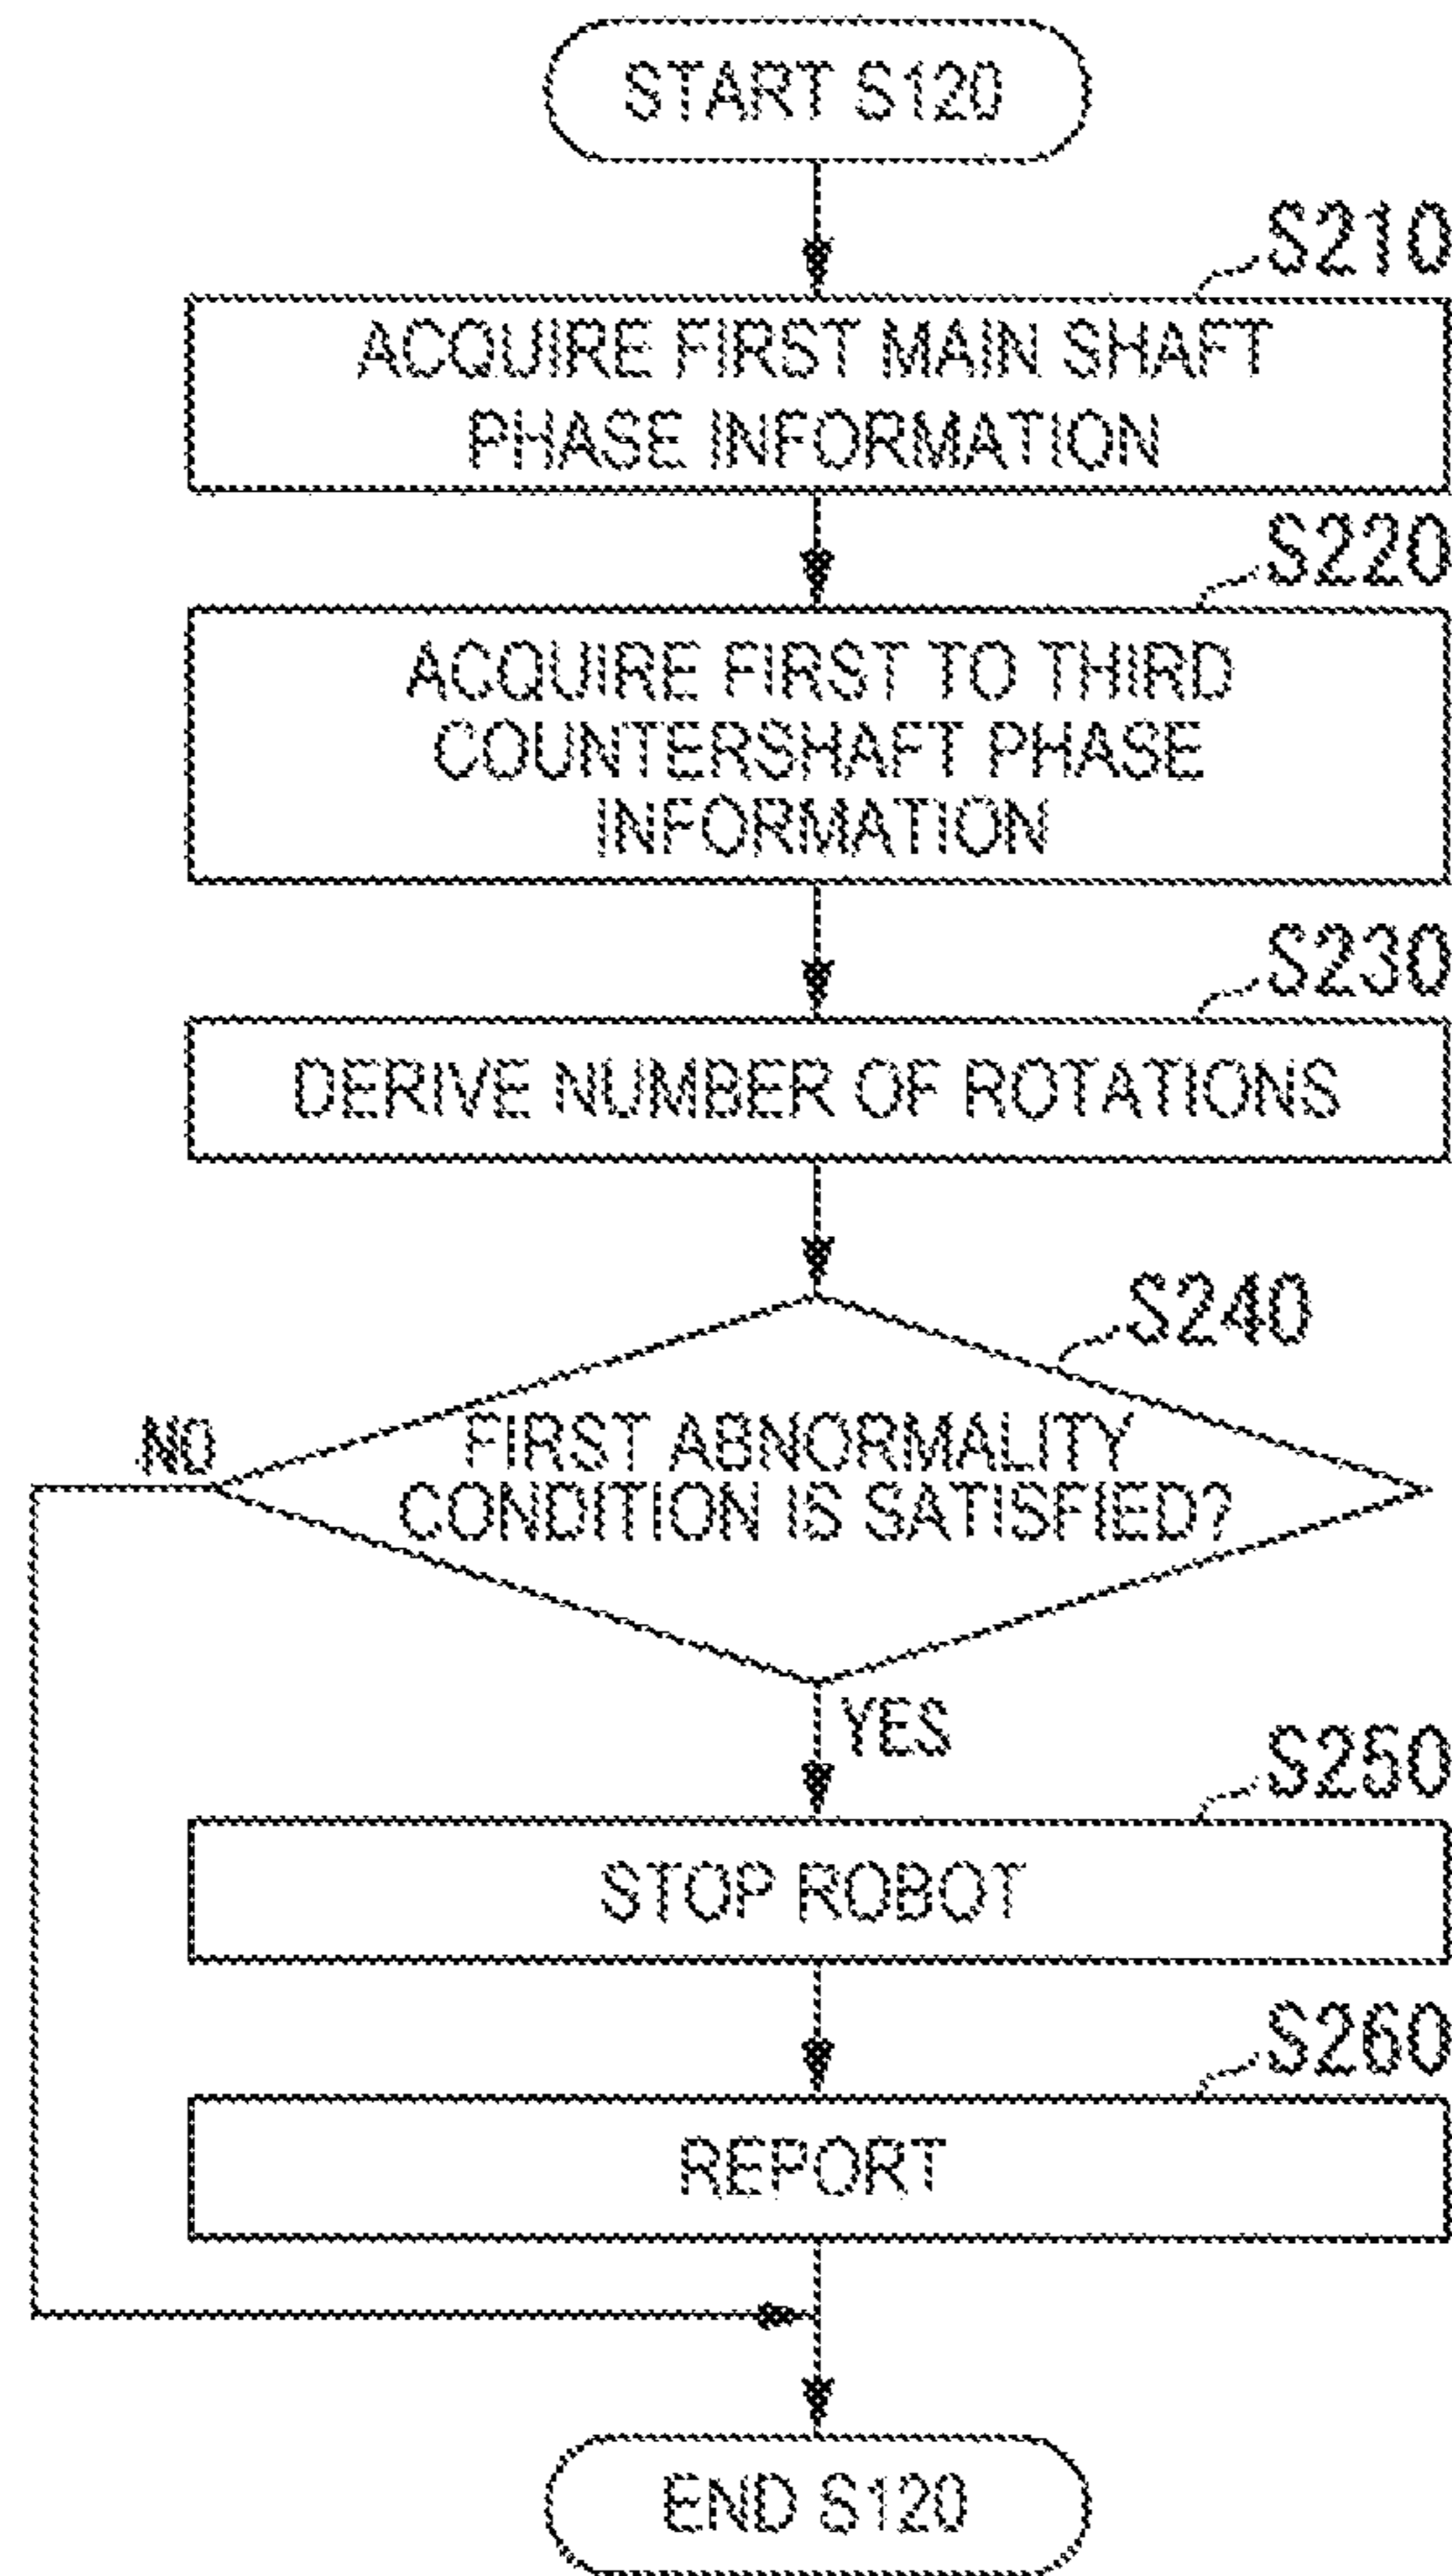 START S120
S210
ACQUIRE FIRST MAIN SHAFT
PHASE INFORMATION
S220
ACQUIRE FIRST TO THIRD
COUNTERSHAFT PHASE
INFORMATION
S230
DERIVE NUMBER OF ROTATIONS
S240
NO
FIRST ABNORMALITY
CONDITION IS SATISFIED?
YES
S250
STOP ROBOT
S260
REPORT
END S120